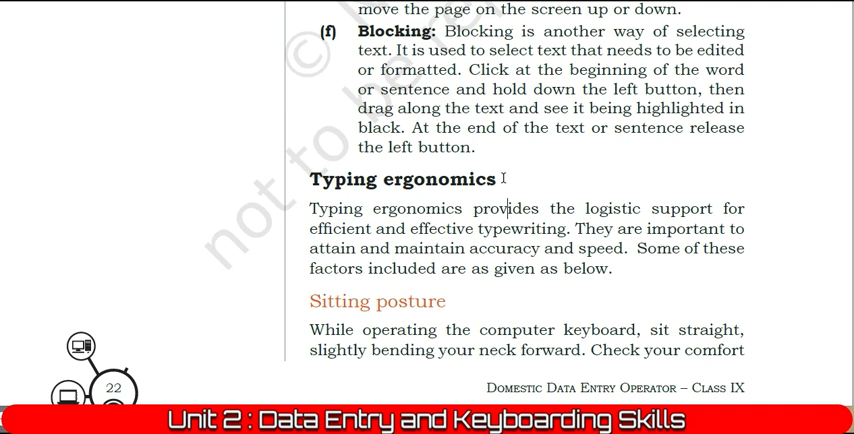 move the page on the screen up or down.
(f) Blocking: Blocking is another way of selecting
text. It is used to select text that needs to be edited
or formatted. Click at the beginning of the word
or sentence and hold down the left button, then
drag along the text and see it being highlighted in
black. At the end of the text or sentence release
the left button.
Typing ergonomics
Typing ergonomics provides the logistic support for
efficient and effective typewriting. They are important to
attain and maintain accuracy and speed. Some of these
factors included are as given as below.
Sitting posture
While operating the computer keyboard, sit straight,
slightly bending your neck forward. Check your comfort
22
Domestic Data Entry Operator – Class IX
Unit 2 : Data Entry and Keyboarding Skills
©
not to be re